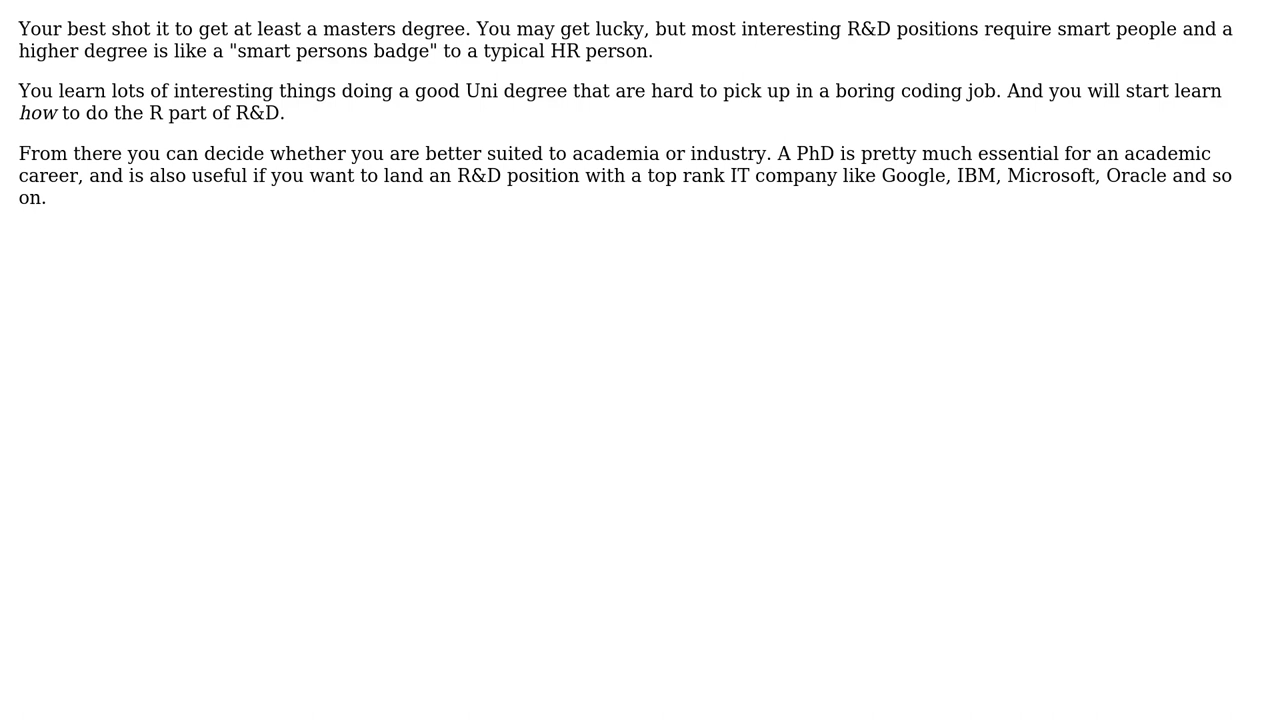 Your best shot it to get at least a masters degree. You may get lucky, but most interesting R&D positions require smart people and a
higher degree is like a "smart persons badge" to a typical HR person.
You learn lots of interesting things doing a good Uni degree that are hard to pick up in a boring coding job. And you will start learn
how to do the R part of R&D.
From there you can decide whether you are better suited to academia or industry. A PhD is pretty much essential for an academic
career, and is also useful if you want to land an R&D position with a top rank IT company like Google, IBM, Microsoft, Oracle and so
on.